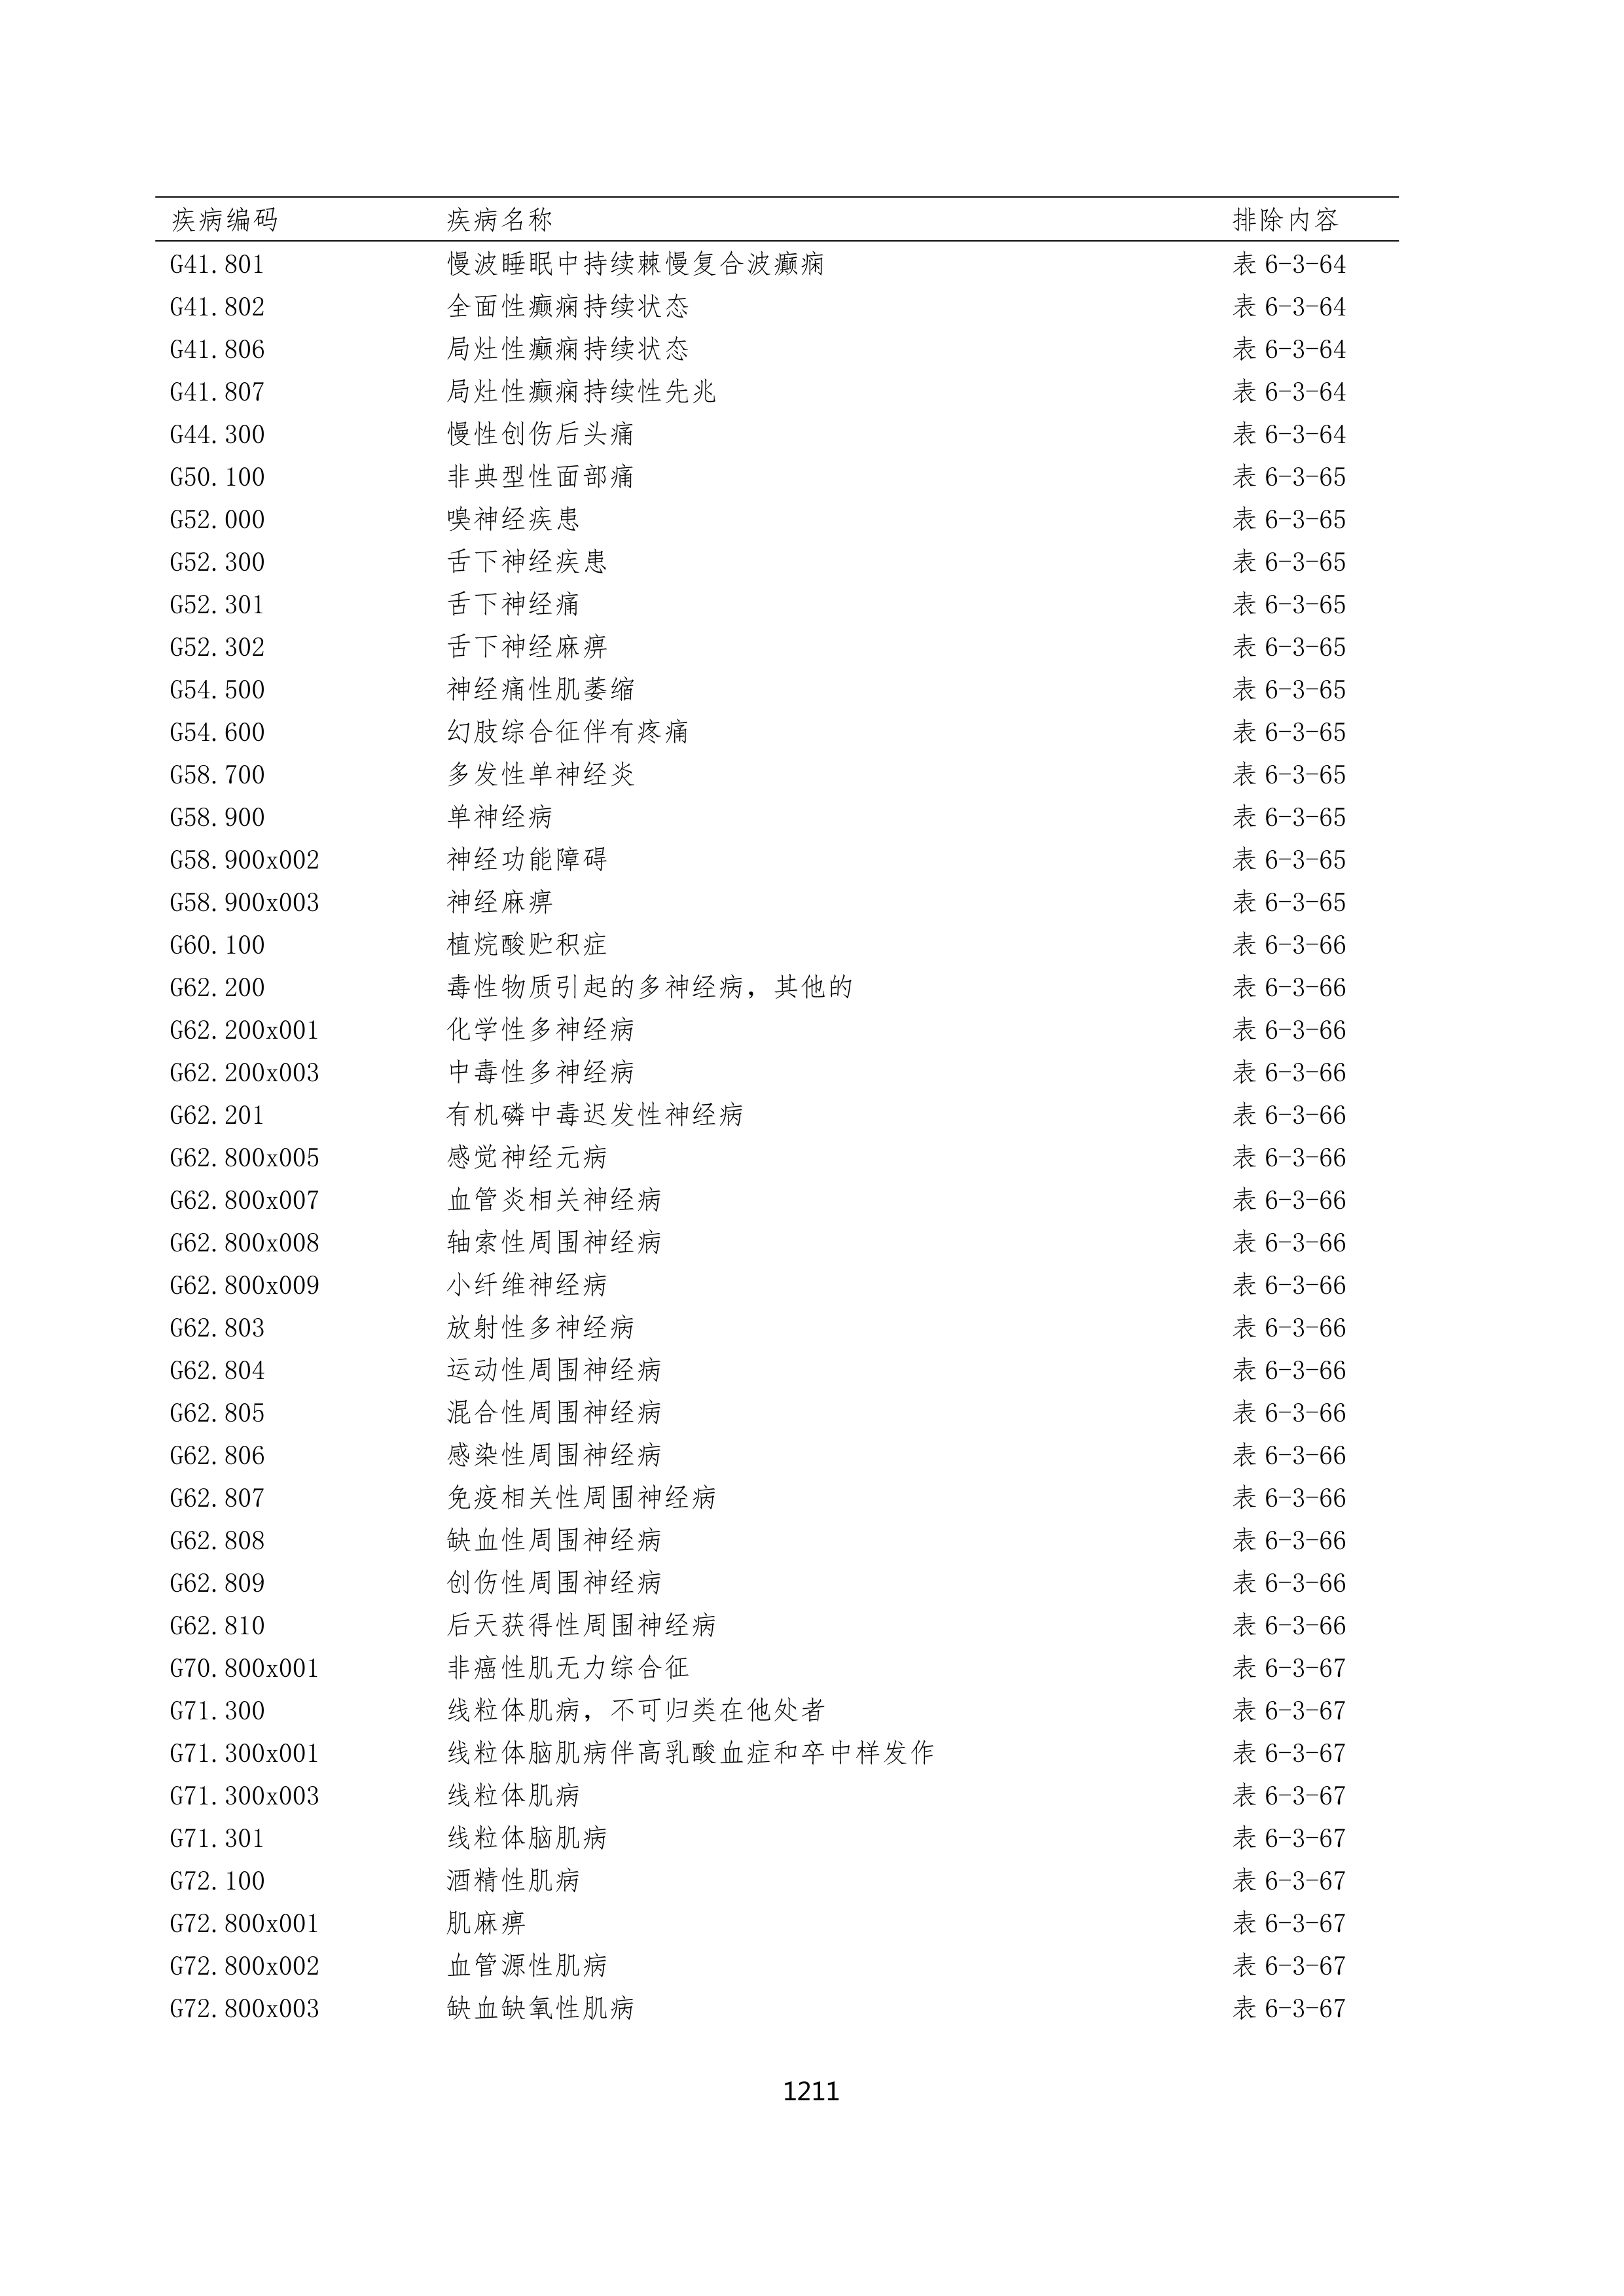 疾病编码 疾病名称 排除内容
G41.801 慢波睡眠中持续棘慢复合波癫痫 表 6-3-64
G41.802 全面性癫痫持续状态 表 6-3-64
G41.806 局灶性癫痫持续状态 表 6-3-64
G41.807 局灶性癫痫持续性先兆 表 6-3-64
G44.300 慢性创伤后头痛 表 6-3-64
G50.100 非典型性面部痛 表 6-3-65
G52.000 嗅神经疾患 表 6-3-65
G52.300 舌下神经疾患 表 6-3-65
G52.301 舌下神经痛 表 6-3-65
G52.302 舌下神经麻痹 表 6-3-65
G54.500 神经痛性肌萎缩 表 6-3-65
G54.600 幻肢综合征伴有疼痛 表 6-3-65
G58.700 多发性单神经炎 表 6-3-65
G58.900 单神经病 表 6-3-65
G58.900x002 神经功能障碍 表 6-3-65
G58.900x003 神经麻痹 表 6-3-65
G60.100 植烷酸贮积症 表 6-3-66
G62.200 毒性物质引起的多神经病，其他的 表 6-3-66
G62.200x001 化学性多神经病 表 6-3-66
G62.200x003 中毒性多神经病 表 6-3-66
G62.201 有机磷中毒迟发性神经病 表 6-3-66
G62.800x005 感觉神经元病 表 6-3-66
G62.800x007 血管炎相关神经病 表 6-3-66
G62.800x008 轴索性周围神经病 表 6-3-66
G62.800x009 小纤维神经病 表 6-3-66
G62.803 放射性多神经病 表 6-3-66
G62.804 运动性周围神经病 表 6-3-66
G62.805 混合性周围神经病 表 6-3-66
G62.806 感染性周围神经病 表 6-3-66
G62.807 免疫相关性周围神经病 表 6-3-66
G62.808 缺血性周围神经病 表 6-3-66
G62.809 创伤性周围神经病 表 6-3-66
G62.810 后天获得性周围神经病 表 6-3-66
G70.800x001 非癌性肌无力综合征 表 6-3-67
G71.300 线粒体肌病，不可归类在他处者 表 6-3-67
G71.300x001 线粒体脑肌病伴高乳酸血症和卒中样发作 表 6-3-67
G71.300x003 线粒体肌病 表 6-3-67
G71.301 线粒体脑肌病 表 6-3-67
G72.100 酒精性肌病 表 6-3-67
G72.800x001 肌麻痹 表 6-3-67
G72.800x002 血管源性肌病 表 6-3-67
G72.800x003 缺血缺氧性肌病 表 6-3-67
1211